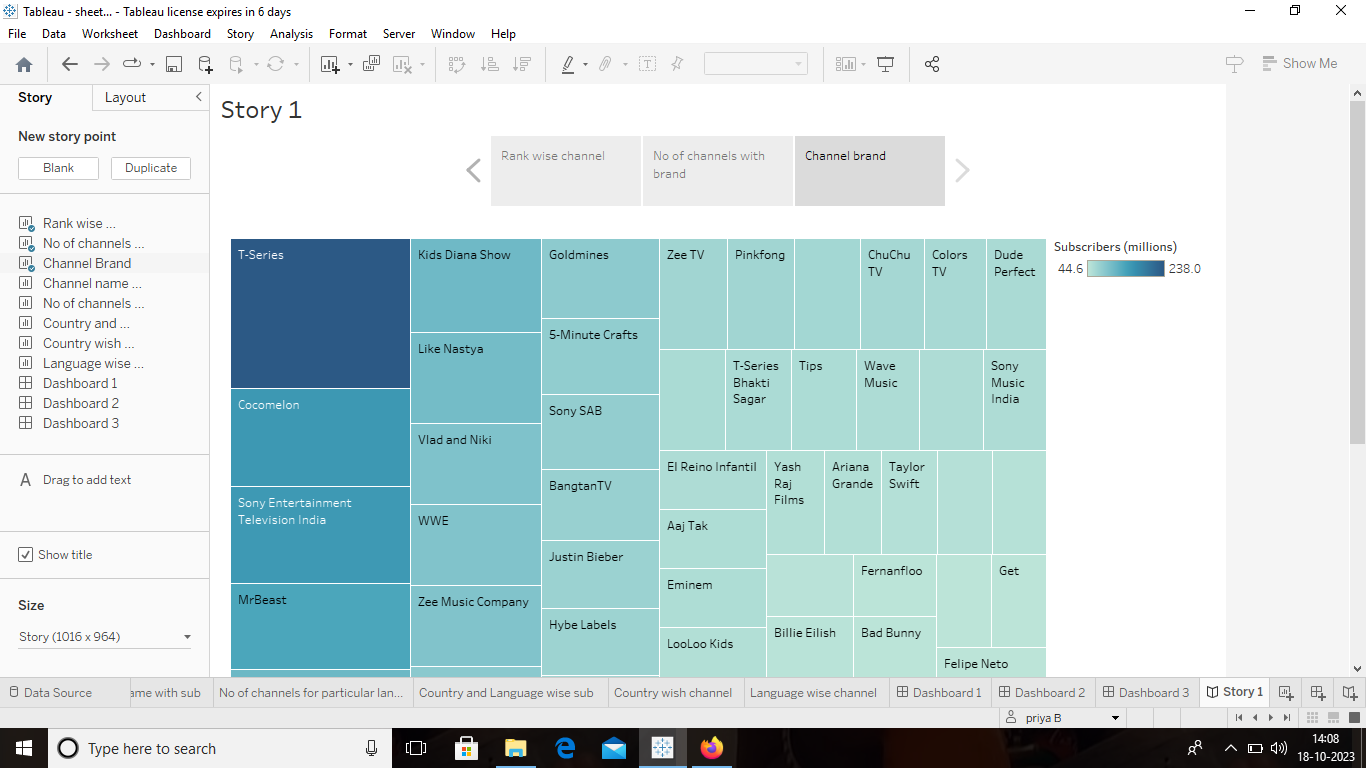 Tableau - sheet... - Tableau license expires in 6 days
File Data Worksheet Dashboard Story Analysis Format Server Window Help
Show Me
Story Layout
New story point
Blank Duplicate
Rank wise ...
No of channels ...
Channel Brand
Channel name ...
No of channels ...
Country and ...
Country wish ...
Language wise ...
Dashboard 1
Dashboard 2
Dashboard 3
A Drag to add text
Show title
Size
Story (1016 x 964)
Story 1
Rank wise channel
No of channels with
brand
Channel brand
T-Series
Cocomelon
Sony Entertainment
Television India
MrBeast
Kids Diana Show
Like Nastya
Vlad and Niki
WWE
Zee Music Company
Goldmines
5-Minute Crafts
Sony SAB
BangtanTV
Justin Bieber
Hybe Labels
Zee TV
Pinkfong
ChuChu
TV
Colors
TV
Dude
Perfect
T-Series
Bhakti
Sagar
Tips
Wave
Music
Sony
Music
India
El Reino Infantil
Aaj Tak
Eminem
LooLoo Kids
Yash
Raj
Films
Ariana
Grande
Taylor
Swift
Fernanfloo
Get
Billie Eilish
Bad Bunny
Felipe Neto
Subscribers (millions)
44.6 238.0
Data Source
ame with sub
No of channels for particular lan...
Country and Language wise sub
Country wish channel
Language wise channel
Dashboard 1
Dashboard 2
Dashboard 3
Story 1
priya B
Type here to search
14:08
18-10-2023